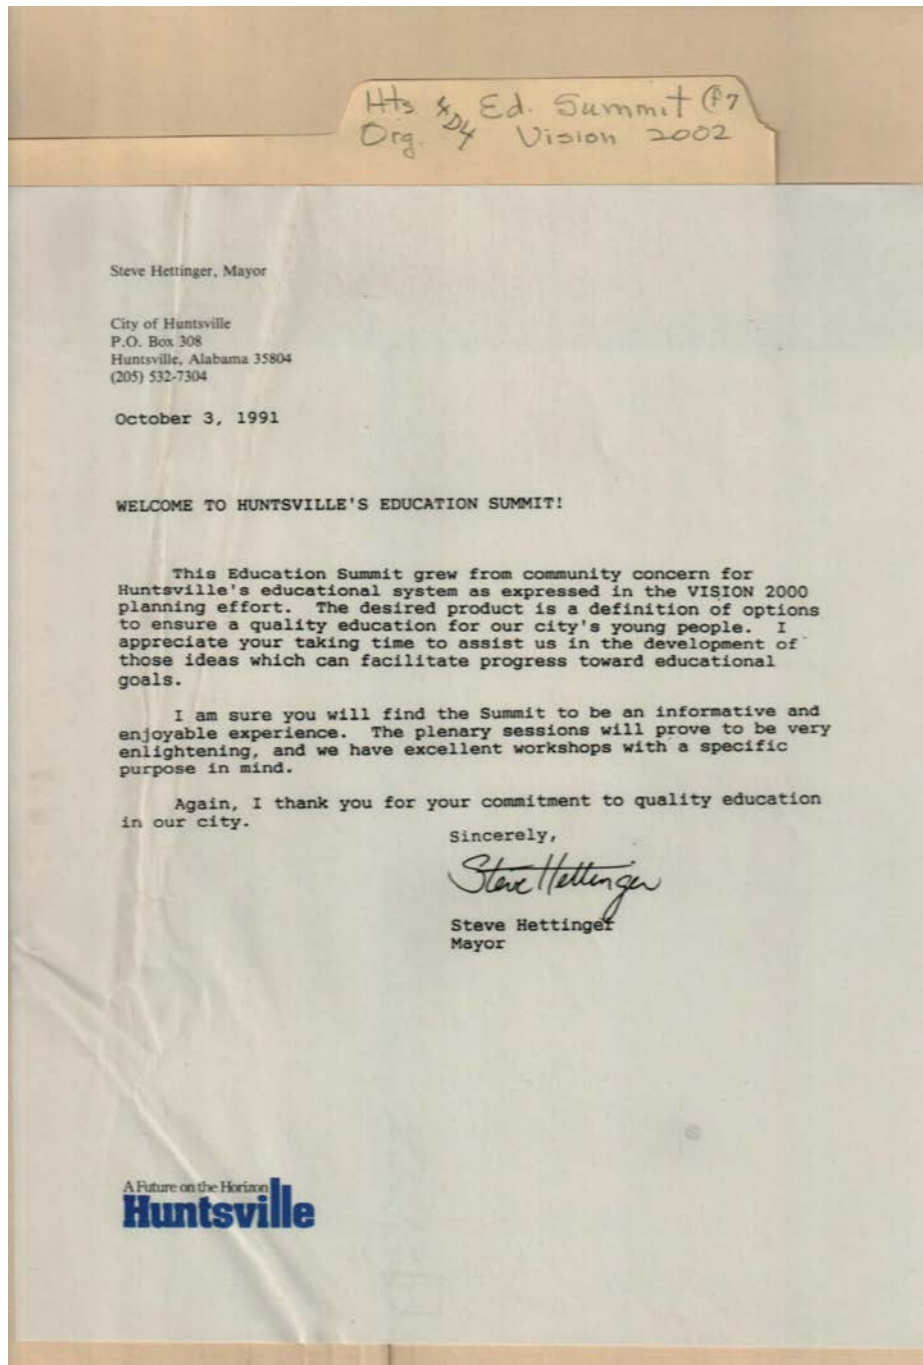 Hts. & Ed. Summit
Org. D4 Vision 2002
Steve Hettinger, Mayor
City of Huntsville
P.O. Box 308
Huntsville, Alabama 35804
(205) 532-7304
October 3, 1991
WELCOME TO HUNTSVILLE'S EDUCATION SUMMIT!
This Education Summit grew from community concern for
Huntsville's educational system as expressed in the VISION 2000
planning effort. The desired product is a definition of options
to ensure a quality education for our city's young people. I
appreciate your taking time to assist us in the development of
those ideas which can facilitate progress toward educational
goals.
I am sure you will find the Summit to be an informative and
enjoyable experience. The plenary sessions will prove to be very
enlightening, and we have excellent workshops with a specific
purpose in mind.
Again, I thank you for your commitment to quality education
in our city.
Sincerely,
Steve Hettinger
Steve Hettinger
Mayor
A Future on the Horizon
Huntsville